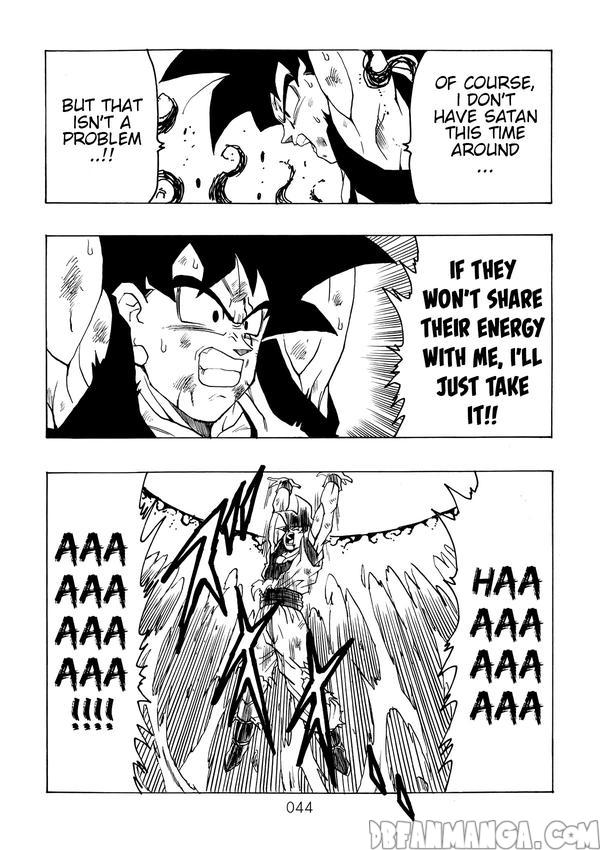 OF COURSE,
I DON'T
HAVE SATAN
THIS TIME
AROUND
...
BUT THAT
ISN'T A
PROBLEM
..!!
IF THEY
WON'T SHARE
THEIR ENERGY
WITH ME, I'LL
JUST TAKE
IT!!
HAA
AAA
AAA
AAA
AAA
AAA
AAA
AAA
!!!!
044
DBFANMANGA.COM